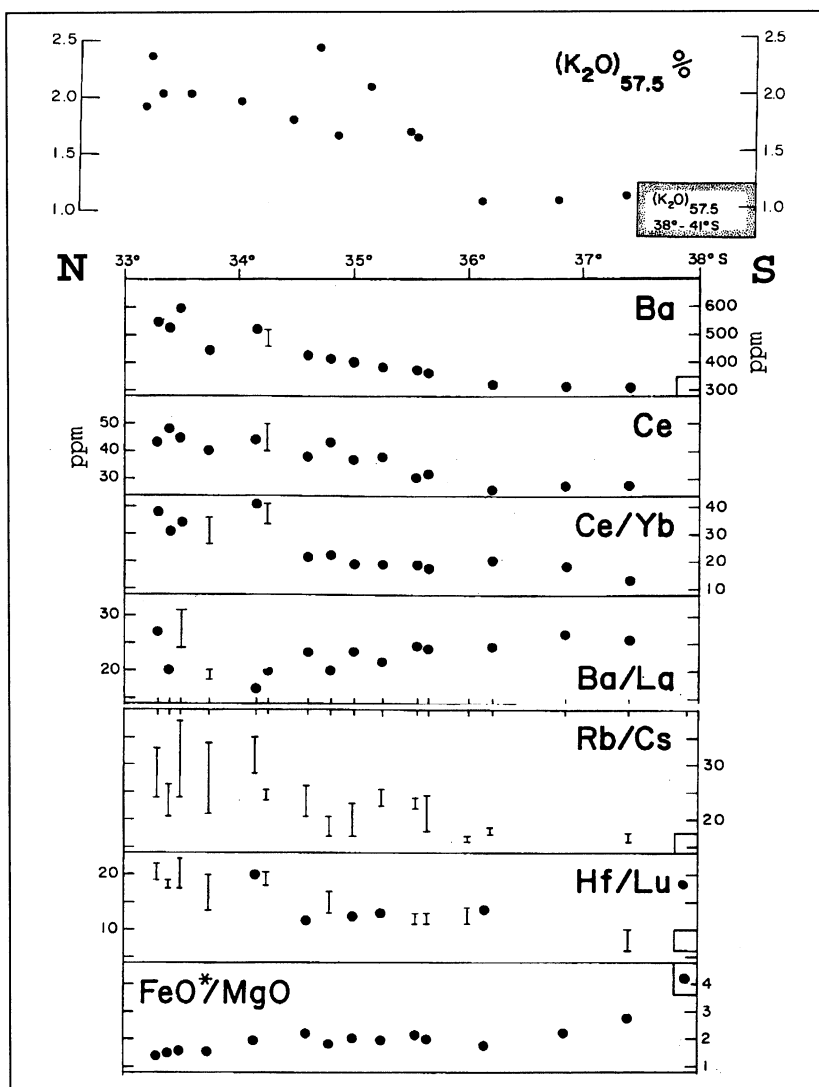 2.5
2.5
(K₂O)57.5 %
2.0
2.0
1.5
1.5
1.0
1.0
(K₂O)57.5
38°-41°S
N
S
33°
34°
35°
36°
37°
38°S
Ba
600
500
400
300
ppm
Ce
50
40
30
ppm
Ce/Yb
40
30
20
10
30
20
Ba/La
Rb/Cs
30
20
Hf/Lu
20
10
FeO*/MgO
4
3
2
1